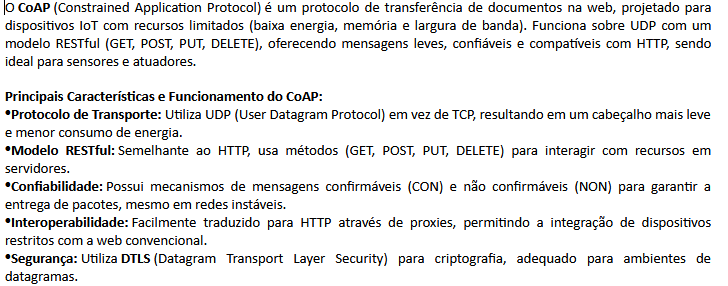 O CoAP (Constrained Application Protocol) é um protocolo de transferência de documentos na web, projetado para
dispositivos IoT com recursos limitados (baixa energia, memória e largura de banda). Funciona sobre UDP com um
modelo RESTful (GET, POST, PUT, DELETE), oferecendo mensagens leves, confiáveis e compatíveis com HTTP, sendo
ideal para sensores e atuadores.
Principais Características e Funcionamento do CoAP:
•Protocolo de Transporte: Utiliza UDP (User Datagram Protocol) em vez de TCP, resultando em um cabeçalho mais leve
e menor consumo de energia.
•Modelo RESTful: Semelhante ao HTTP, usa métodos (GET, POST, PUT, DELETE) para interagir com recursos em
servidores.
•Confiabilidade: Possui mecanismos de mensagens confirmáveis (CON) e não confirmáveis (NON) para garantir a
entrega de pacotes, mesmo em redes instáveis.
•Interoperabilidade: Facilmente traduzido para HTTP através de proxies, permitindo a integração de dispositivos
restritos com a web convencional.
•Segurança: Utiliza DTLS (Datagram Transport Layer Security) para criptografia, adequado para ambientes de
datagramas.